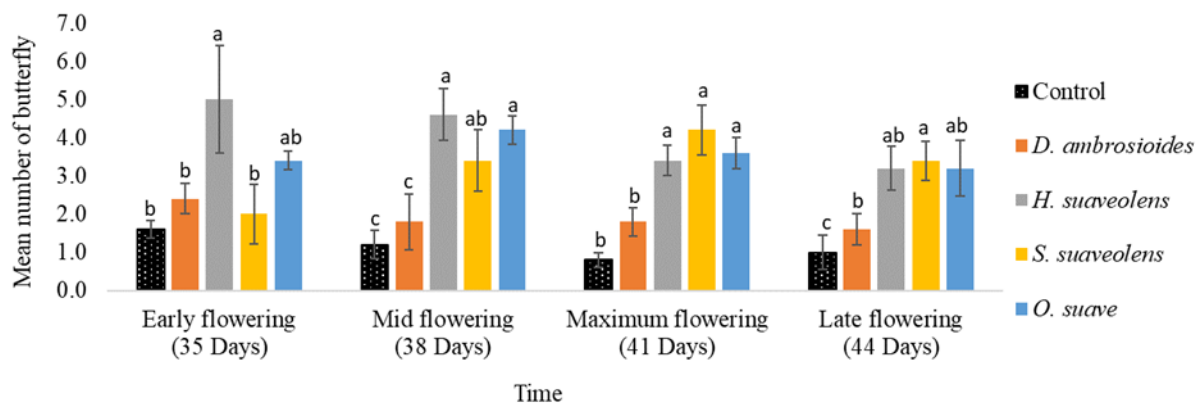 Mean number of butterfly
7.0
6.0
5.0
4.0
3.0
2.0
1.0
0.0
b b a b ab
c c a ab a
b b a a a
c b ab a ab
Early flowering
(35 Days)
Mid flowering
(38 Days)
Maximum flowering
(41 Days)
Late flowering
(44 Days)
Time
Control
D. ambrosioides
H. suaveolens
S. suaveolens
O. suave